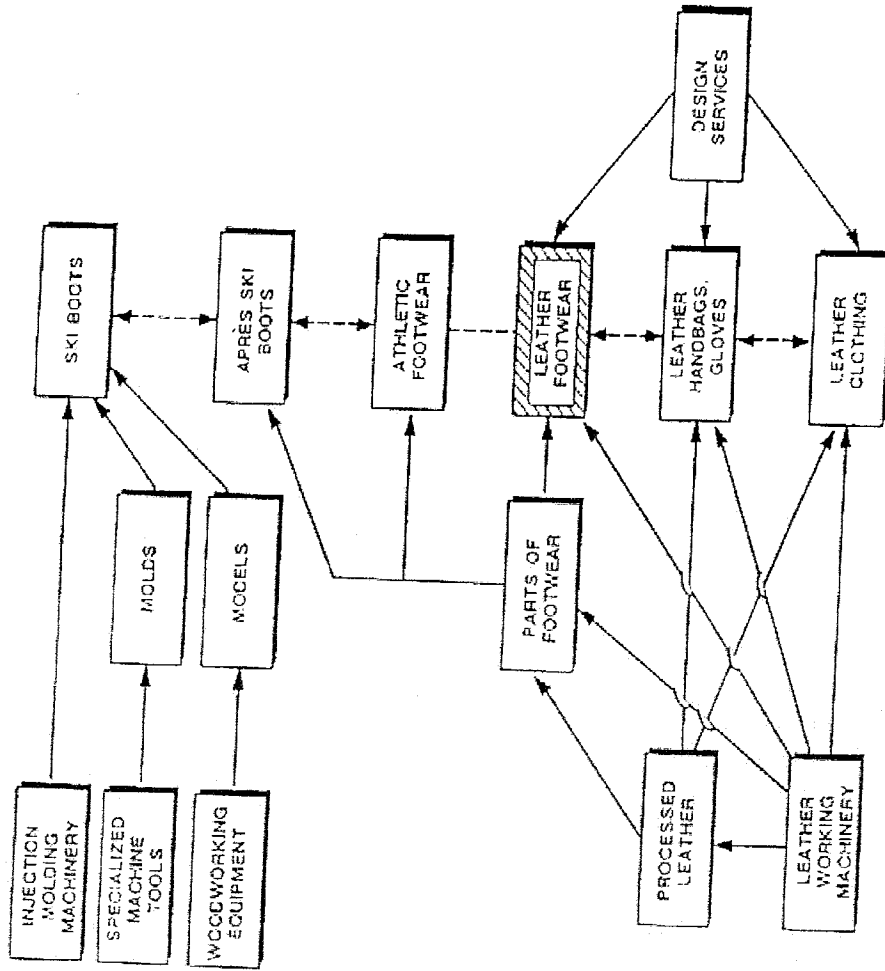 INJECTION
MOLDING
MACHINERY
SPECIALIZED
MACHINE
TOOLS
WOODWORKING
EQUIPMENT
MOLDS
MODELS
SKI BOOTS
APRÈS SKI
BOOTS
ATHLETIC
FOOTWEAR
PARTS OF
FOOTWEAR
LEATHER
FOOTWEAR
PROCESSED
LEATHER
LEATHER
HANDBAGS,
GLOVES
DESIGN
SERVICES
LEATHER
WORKING
MACHINERY
LEATHER
CLOTHING